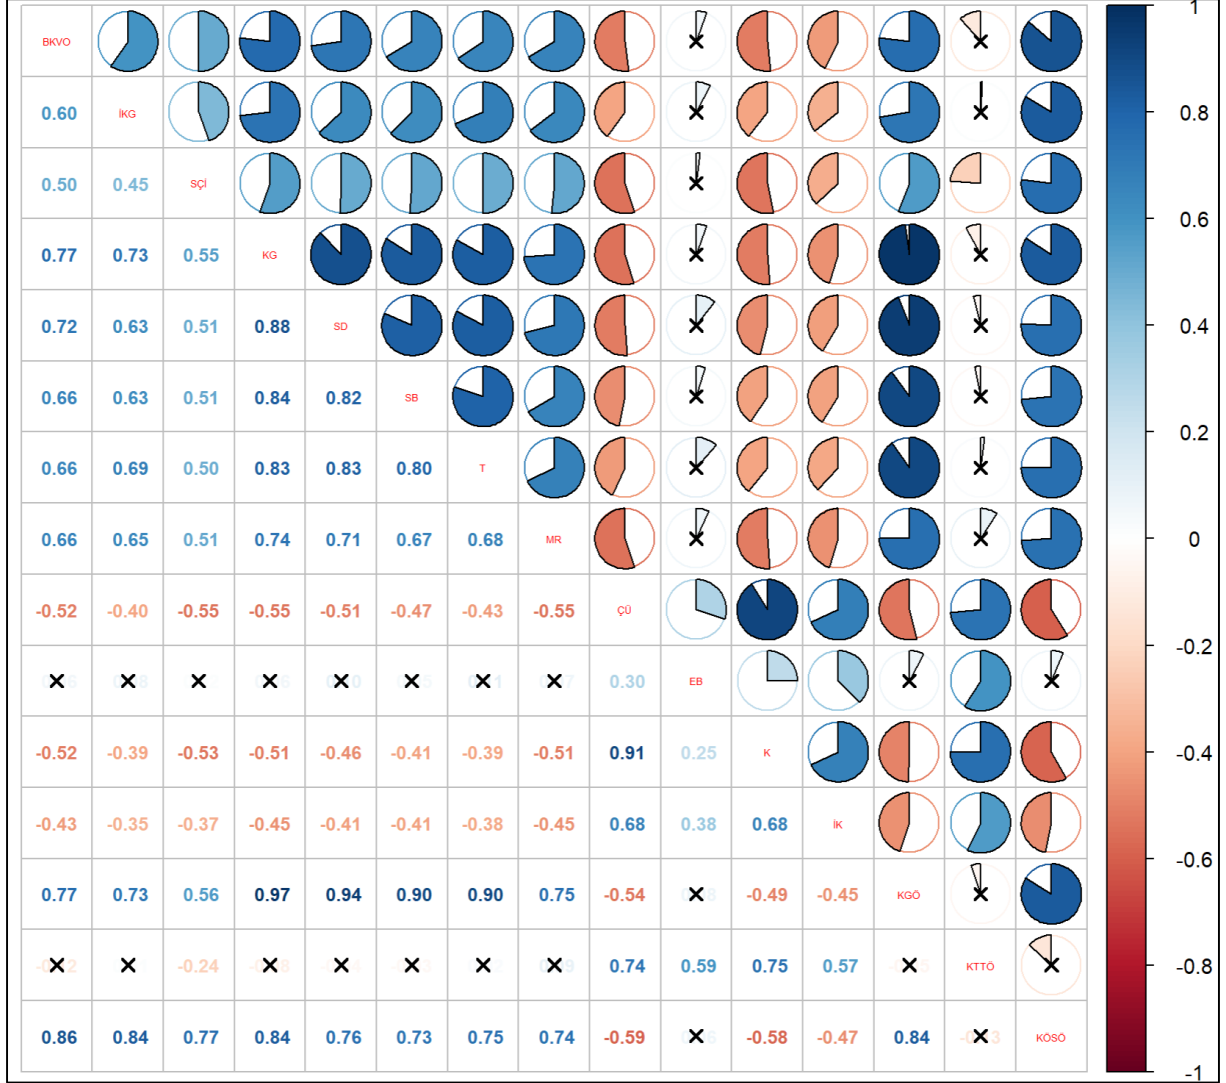 1
BKVO
0.60 İKG
0.8
0.50 0.45 SÇİ
0.6
0.77 0.73 0.55 KG
0.72 0.63 0.51 0.88 SD
0.4
0.66 0.63 0.51 0.84 0.82 SB
0.2
0.66 0.69 0.50 0.83 0.83 0.80 T
0.66 0.65 0.51 0.74 0.71 0.67 0.68 MR
0
-0.52 -0.40 -0.55 -0.55 -0.51 -0.47 -0.43 -0.55 ÇÜ
-0.2
0.30 EB
-0.52 -0.39 -0.53 -0.51 -0.46 -0.41 -0.39 -0.51 0.91 0.25 K
-0.4
-0.43 -0.35 -0.37 -0.45 -0.41 -0.41 -0.38 -0.45 0.68 0.38 0.68 İK
-0.6
0.77 0.73 0.56 0.97 0.94 0.90 0.90 0.75 -0.54 -0.49 -0.45 KGÖ
-0.24 0.74 0.59 0.75 0.57 KTTÖ
-0.8
0.86 0.84 0.77 0.84 0.76 0.73 0.75 0.74 -0.59 -0.58 -0.47 0.84 KÖSÖ
-1